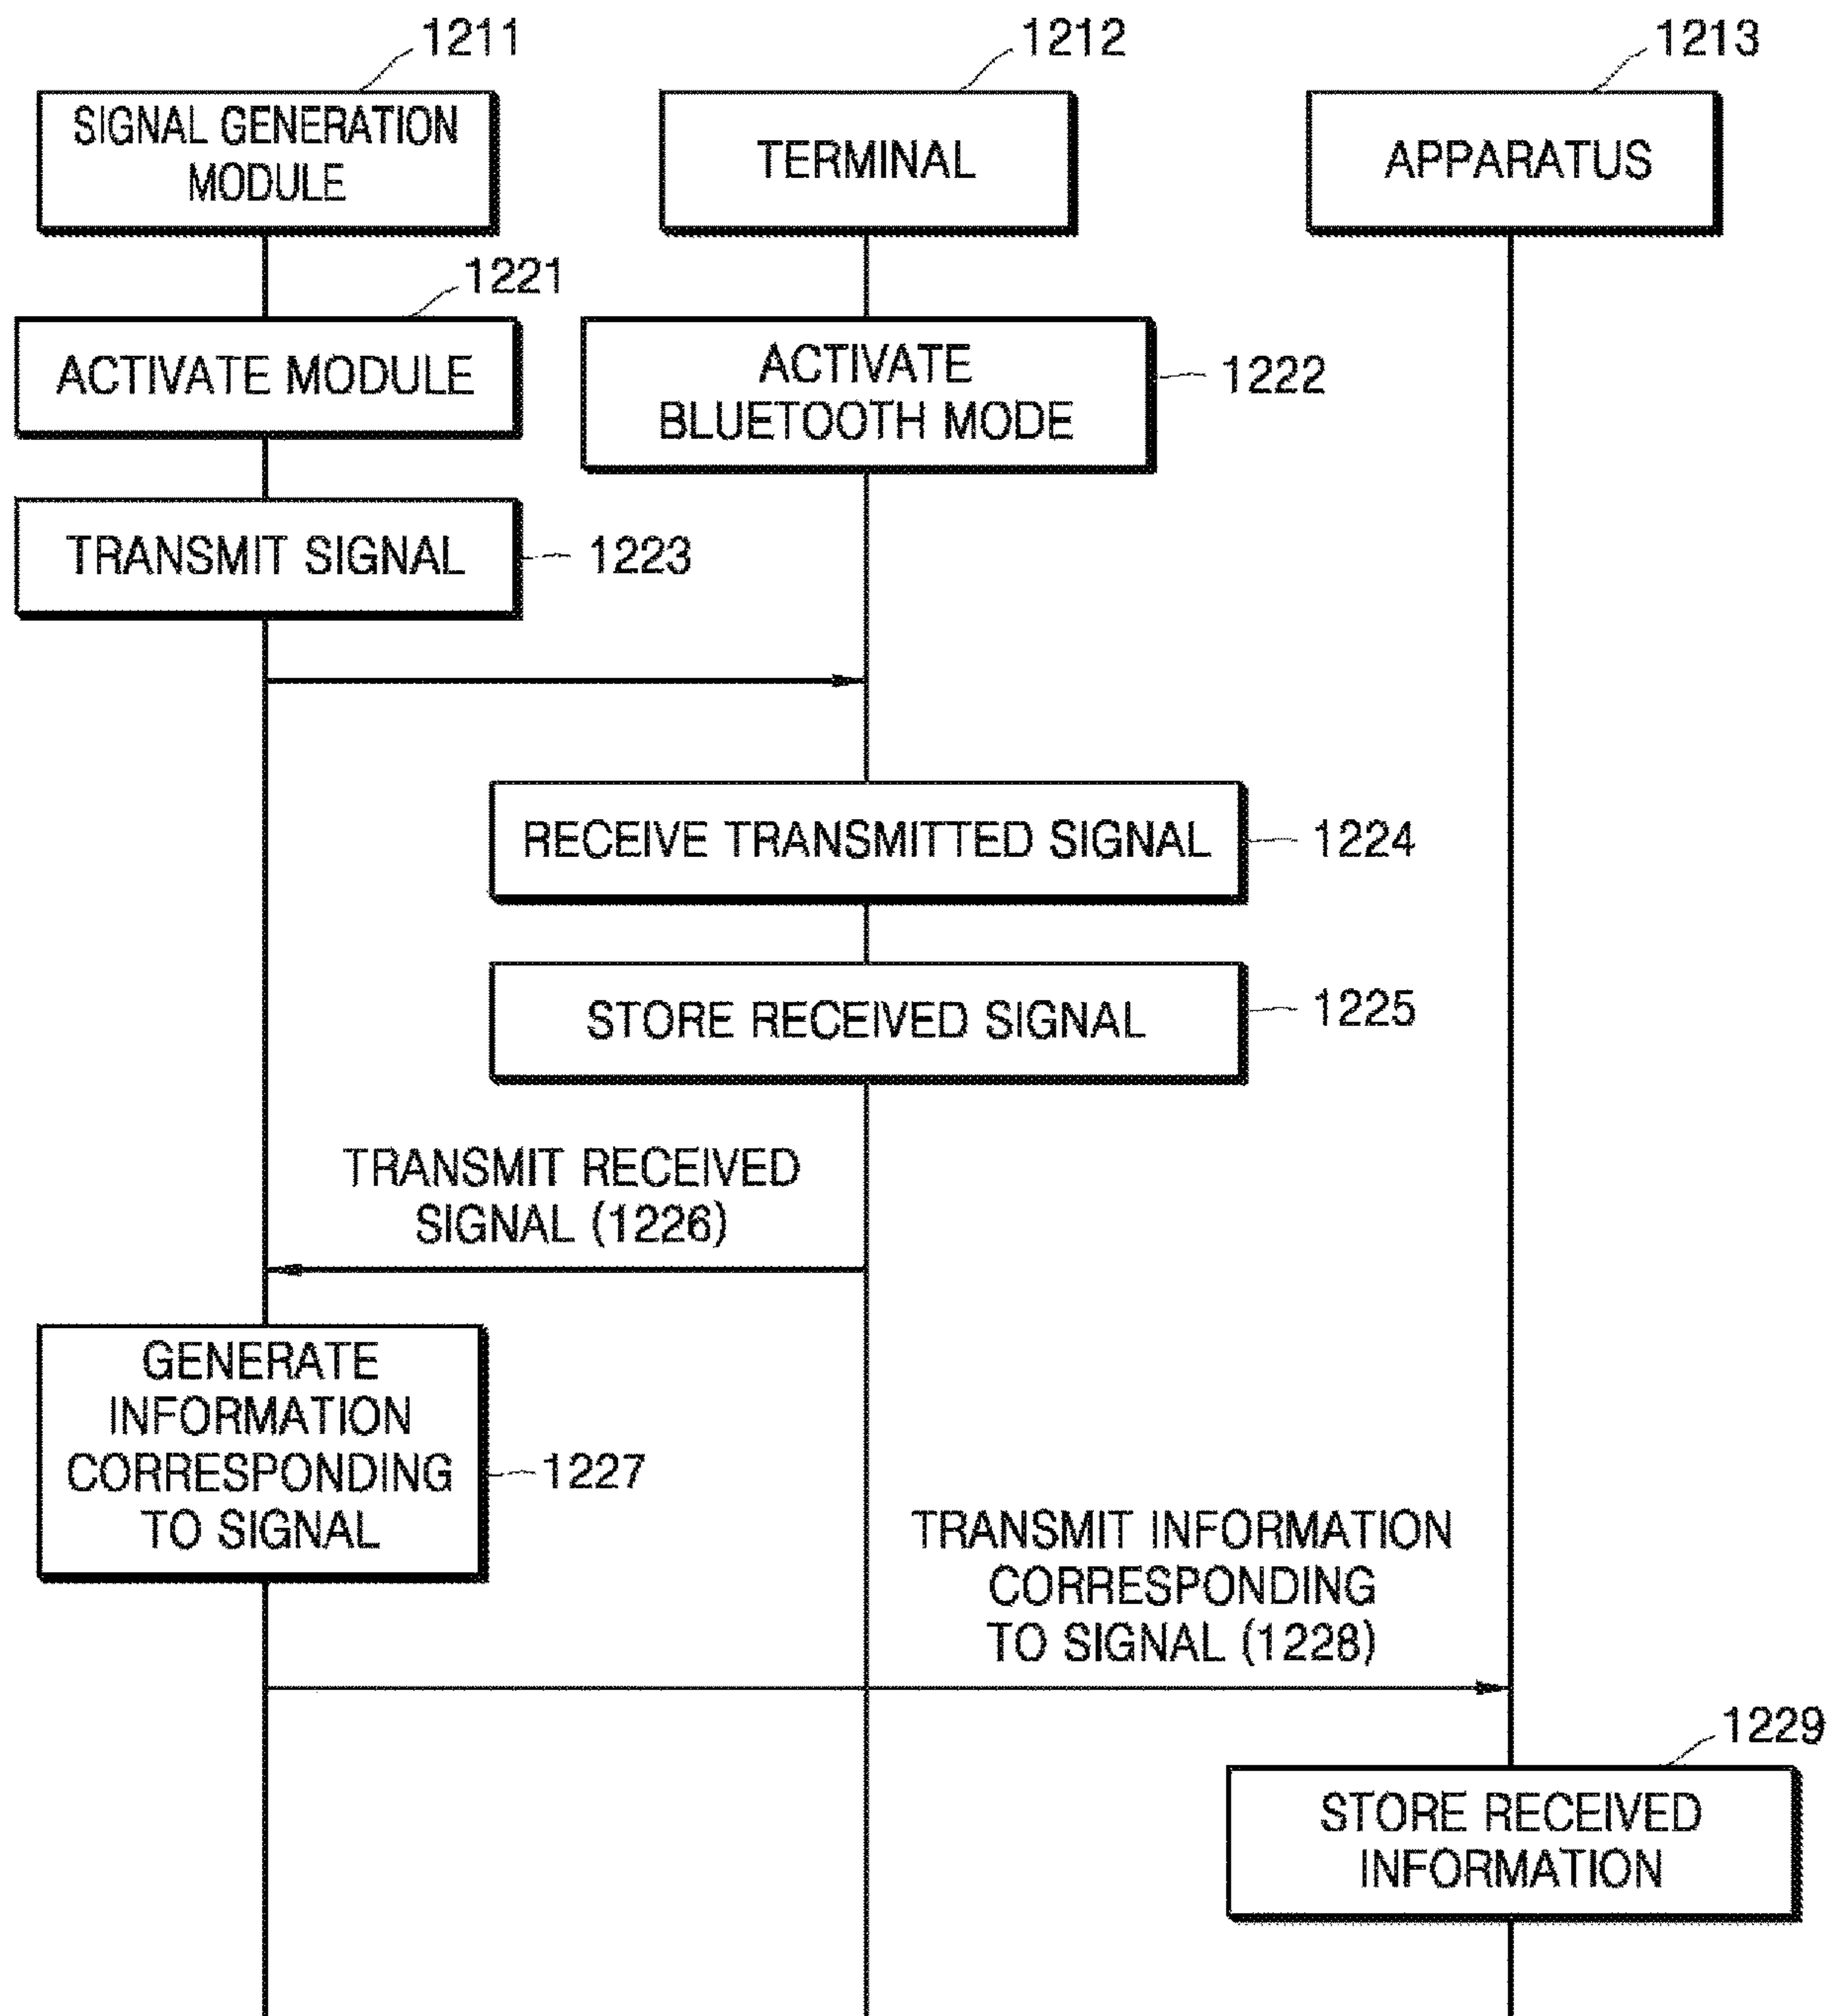 1211
1212
1213
SIGNAL GENERATION
MODULE
TERMINAL
APPARATUS
1221
ACTIVATE MODULE
ACTIVATE
BLUETOOTH MODE
1222
TRANSMIT SIGNAL
1223
RECEIVE TRANSMITTED SIGNAL
1224
STORE RECEIVED SIGNAL
1225
TRANSMIT RECEIVED
SIGNAL (1226)
GENERATE
INFORMATION
CORRESPONDING
TO SIGNAL
1227
TRANSMIT INFORMATION
CORRESPONDING
TO SIGNAL (1228)
1229
STORE RECEIVED
INFORMATION